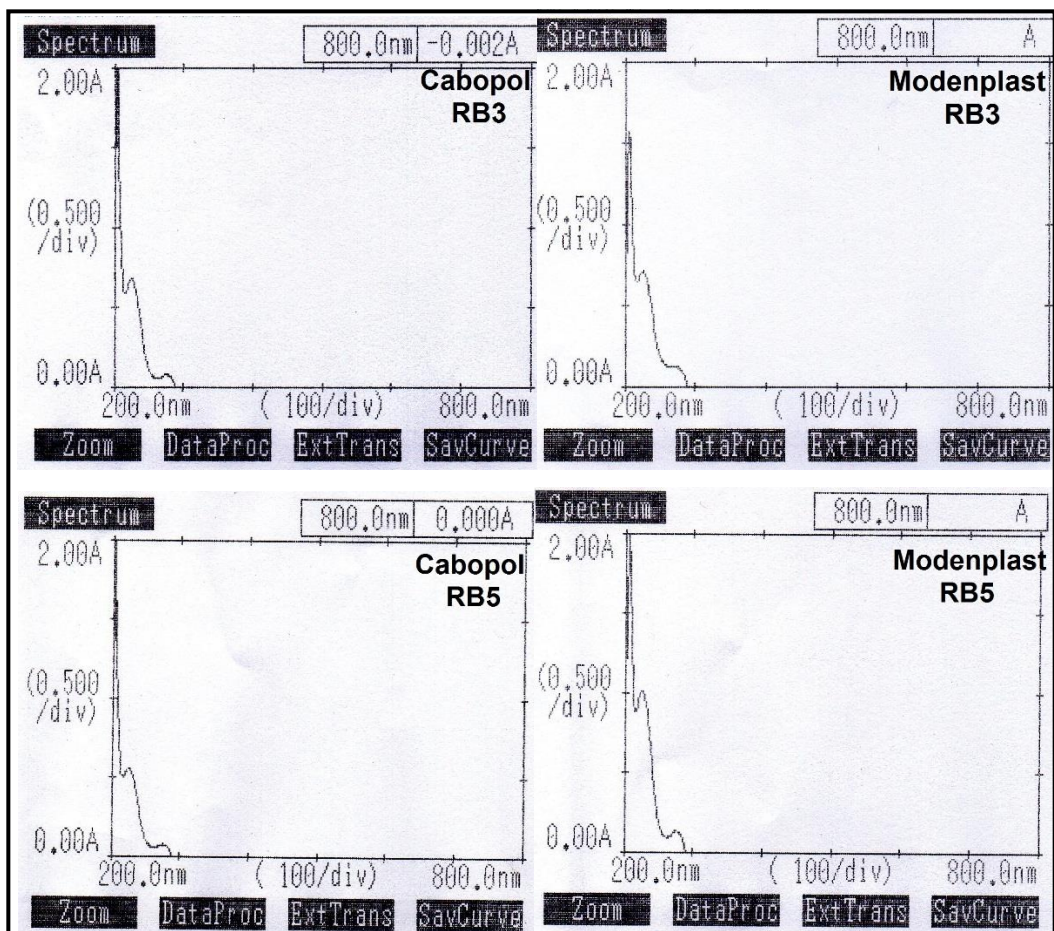 Spectrum 800.0nm -0.002A
2.00A
Cabopol
RB3
(0.500
/div)
0.00A
200.0nm ( 100/div) 800.0nm
Zoom DataProc ExtTrans SavCurve
Spectrum 800.0nm A
2.00A
Modenplast
RB3
(0.500
/div)
0.00A
200.0nm ( 100/div) 800.0nm
Zoom DataProc ExtTrans SavCurve
Spectrum 800.0nm 0.000A
2.00A
Cabopol
RB5
(0.500
/div)
0.00A
200.0nm ( 100/div) 800.0nm
Zoom DataProc ExtTrans SavCurve
Spectrum 800.0nm A
2.00A
Modenplast
RB5
(0.500
/div)
0.00A
200.0nm ( 100/div) 800.0nm
Zoom DataProc ExtTrans SavCurve